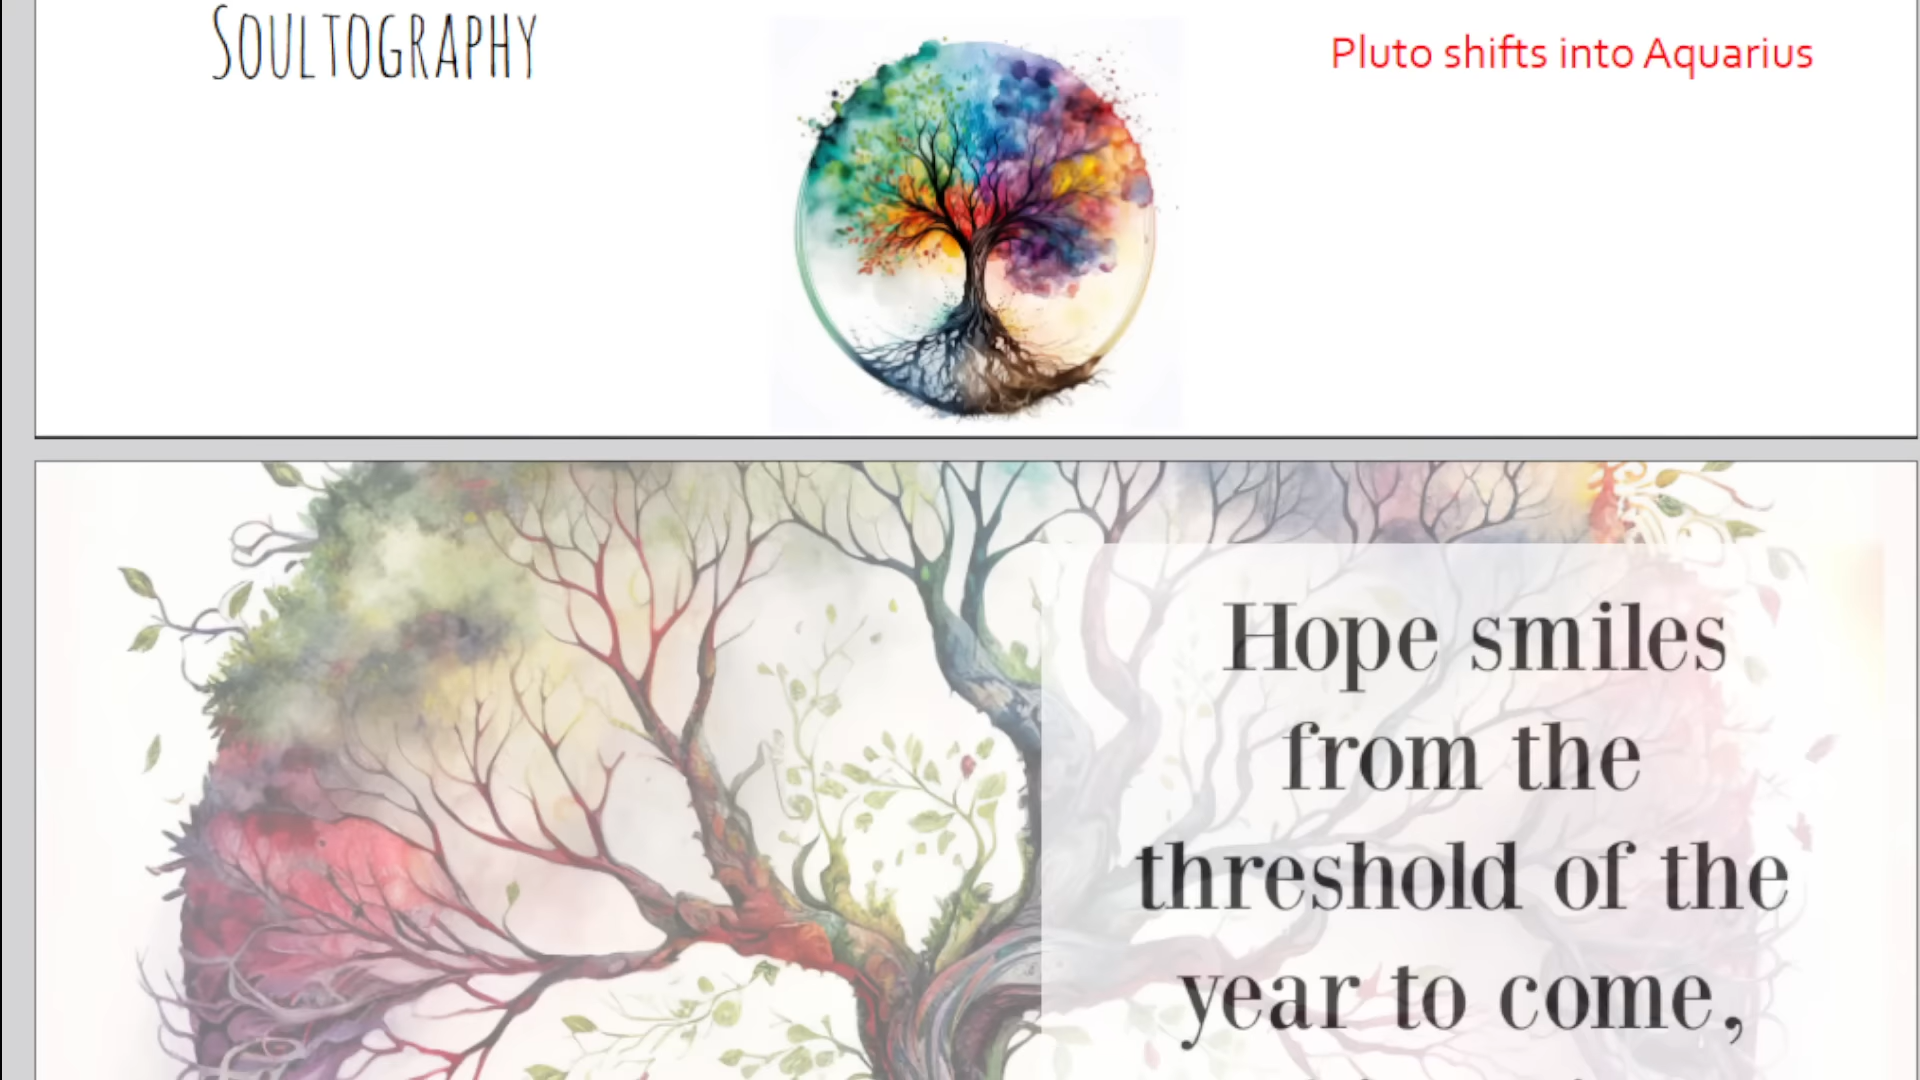 SOULTOGRAPHY
Pluto shifts into Aquarius
Hope smiles
from the
threshold of the
year to come,